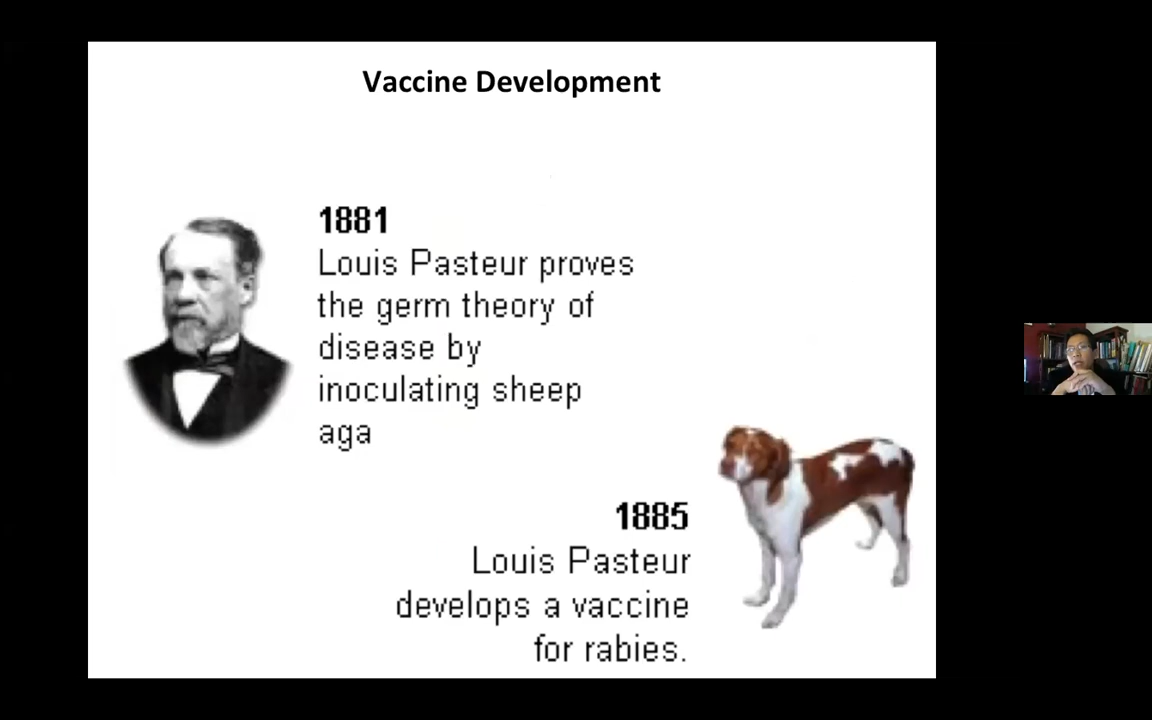 Vaccine Development
1881
Louis Pasteur proves
the germ theory of
disease by
inoculating sheep
aga
1885
Louis Pasteur
develops a vaccine
for rabies.